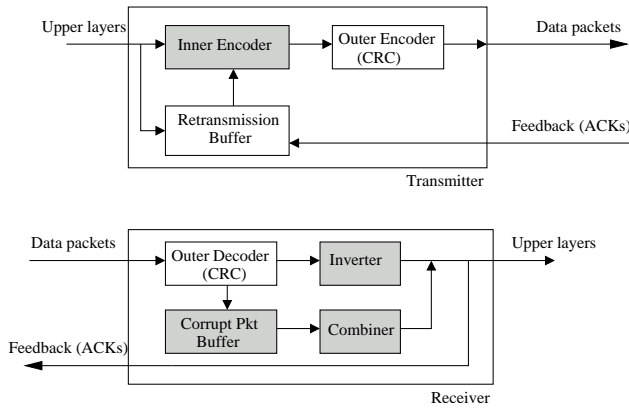 Upper layers
Inner Encoder
Outer Encoder
(CRC)
Data packets
Retransmission
Buffer
Feedback (ACKs)
Transmitter
Data packets
Outer Decoder
(CRC)
Inverter
Upper layers
Corrupt Pkt
Buffer
Combiner
Feedback (ACKs)
Receiver